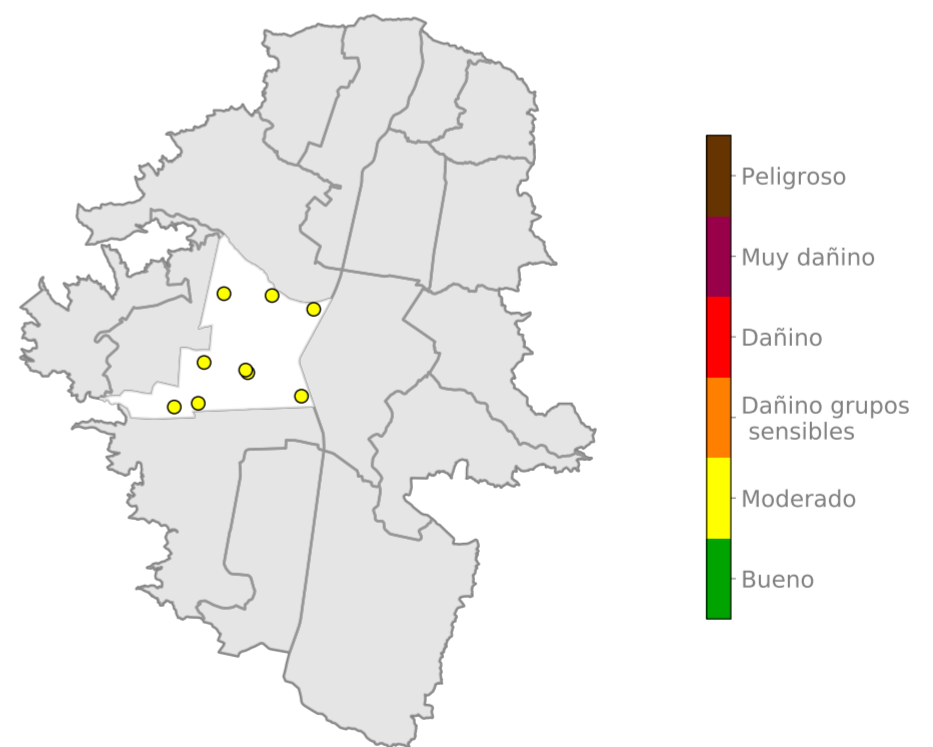 Peligroso
Muy dañino
Dañino
Dañino grupos
sensibles
Moderado
Bueno